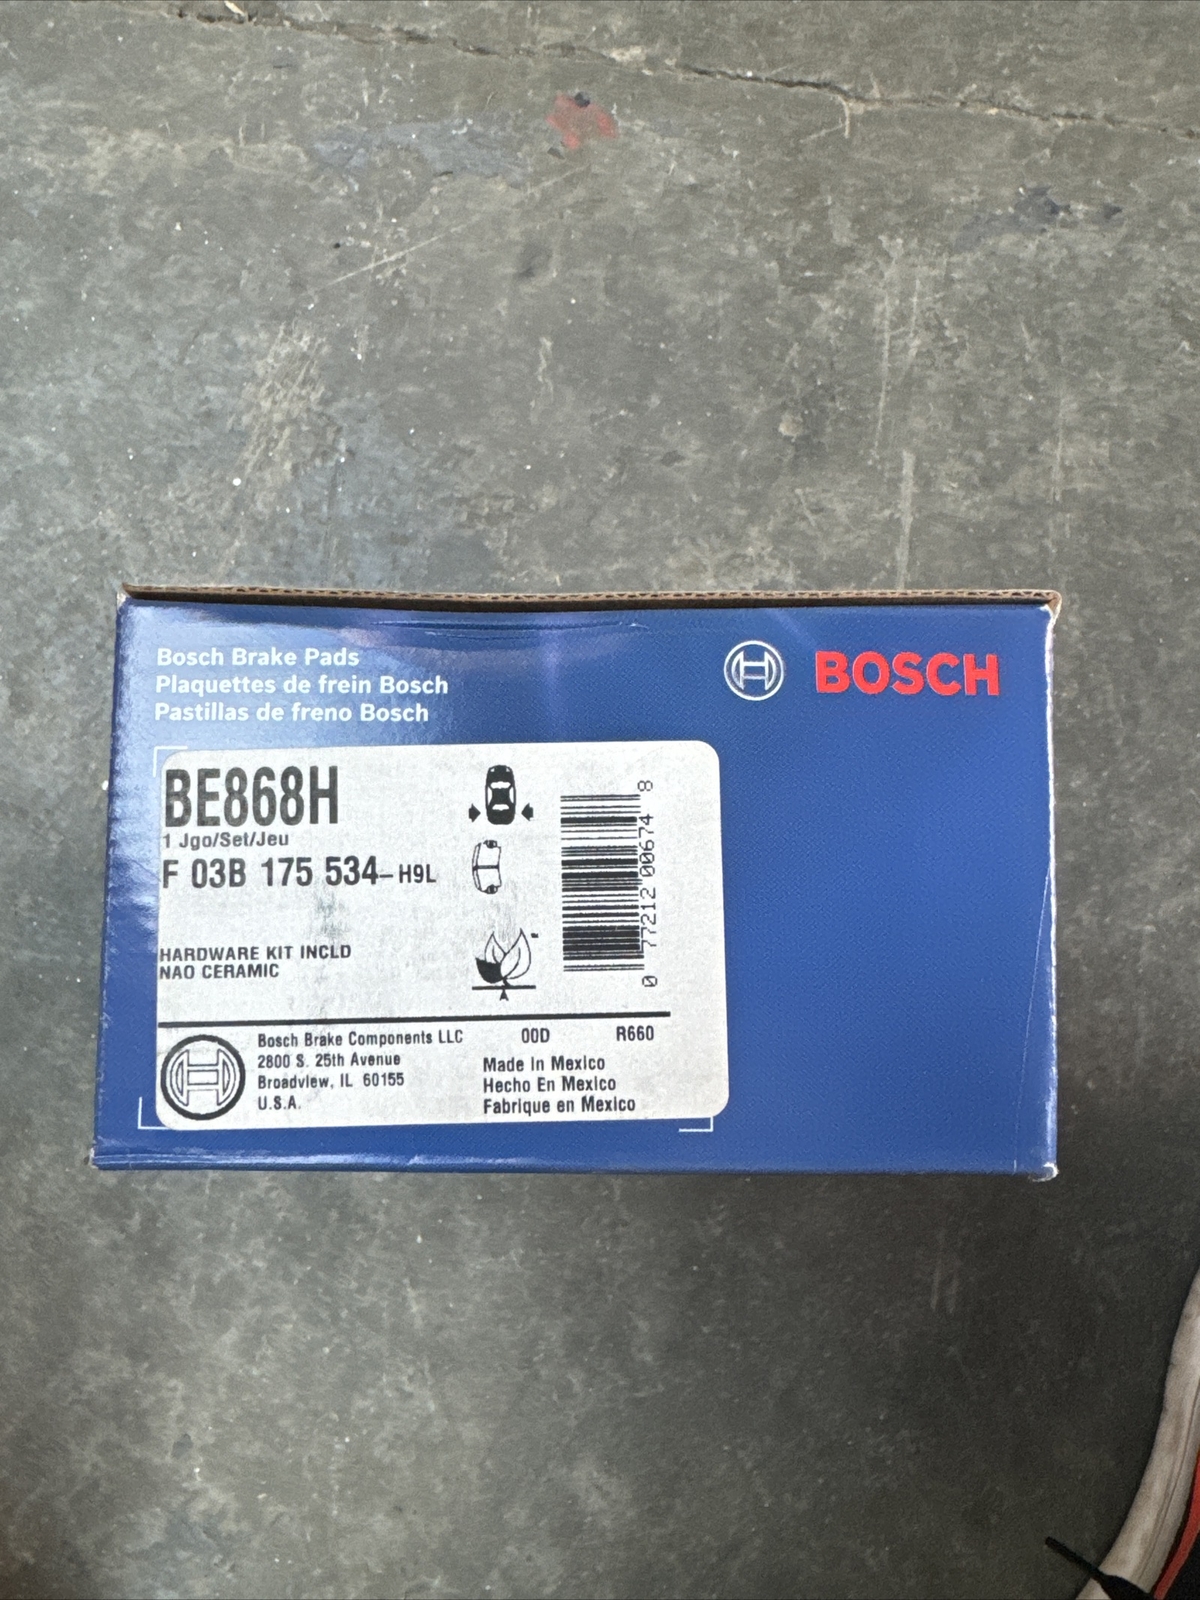 Bosch Brake Pads
Plaquettes de frein Bosch
Pastillas de freno Bosch
BOSCH
BE868H
1 Jgo/Set/Jeu
F 03B 175 534-H9L
HARDWARE KIT INCLD
NAO CERAMIC
0 77212 00674 8
Bosch Brake Components LLC
2800 S. 25th Avenue
Broadview, IL 60155
U.S.A.
00D R660
Made In Mexico
Hecho En Mexico
Fabrique en Mexico